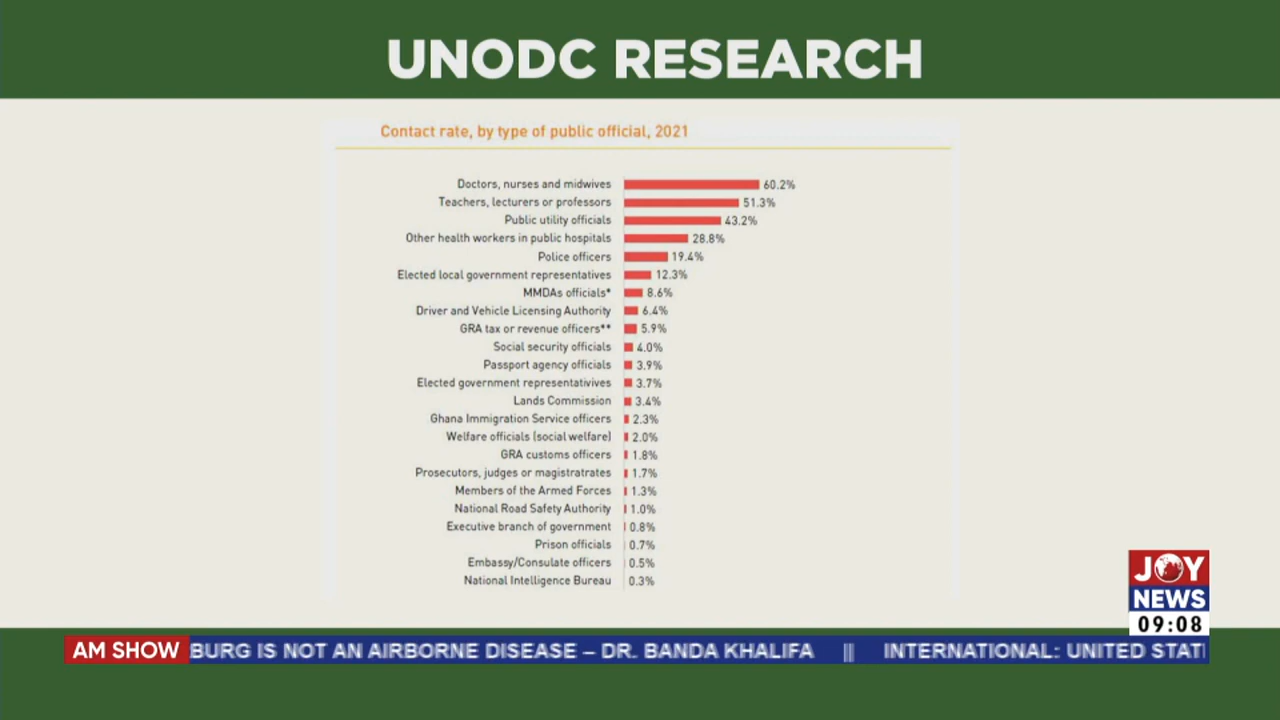 UNODC RESEARCH
Contact rate, by type of public official, 2021
Doctors, nurses and midwives 60.2%
Teachers, lecturers or professors 51.3%
Public utility officials 43.2%
Other health workers in public hospitals 28.8%
Police officers 19.4%
Elected local government representatives 12.3%
MMDAs officials* 8.6%
Driver and Vehicle Licensing Authority 6.4%
GRA tax or revenue officers** 5.9%
Social security officials 4.0%
Passport agency officials 3.9%
Elected government representativives 3.7%
Lands Commission 3.4%
Ghana Immigration Service officers 2.3%
Welfare officials (social welfare) 2.0%
GRA customs officers 1.8%
Prosecutors, judges or magistratrates 1.7%
Members of the Armed Forces 1.3%
National Road Safety Authority 1.0%
Executive branch of government 0.8%
Prison officials 0.7%
Embassy/Consulate officers 0.5%
National Intelligence Bureau 0.3%
JOY
NEWS
09:08
AM SHOW BURG IS NOT AN AIRBORNE DISEASE – DR. BANDA KHALIFA || INTERNATIONAL: UNITED STATI